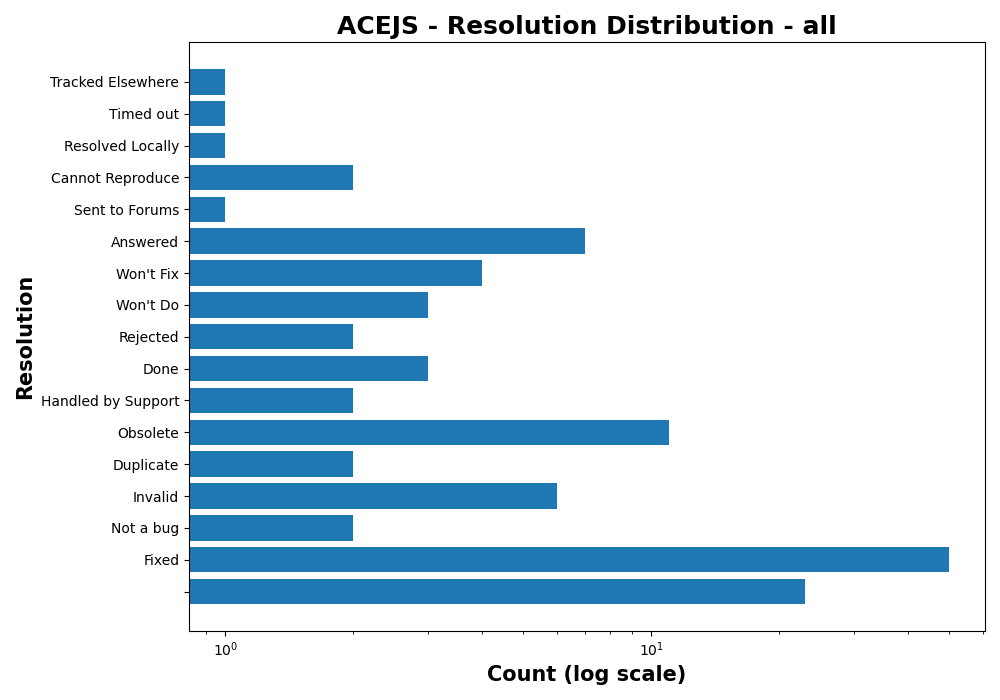 ACEJS - Resolution Distribution - all
Tracked Elsewhere
Timed out
Resolved Locally
Cannot Reproduce
Sent to Forums
Answered
Won't Fix
Won't Do
Rejected
Done
Handled by Support
Obsolete
Duplicate
Invalid
Not a bug
Fixed
Resolution
10⁰
10¹
Count (log scale)